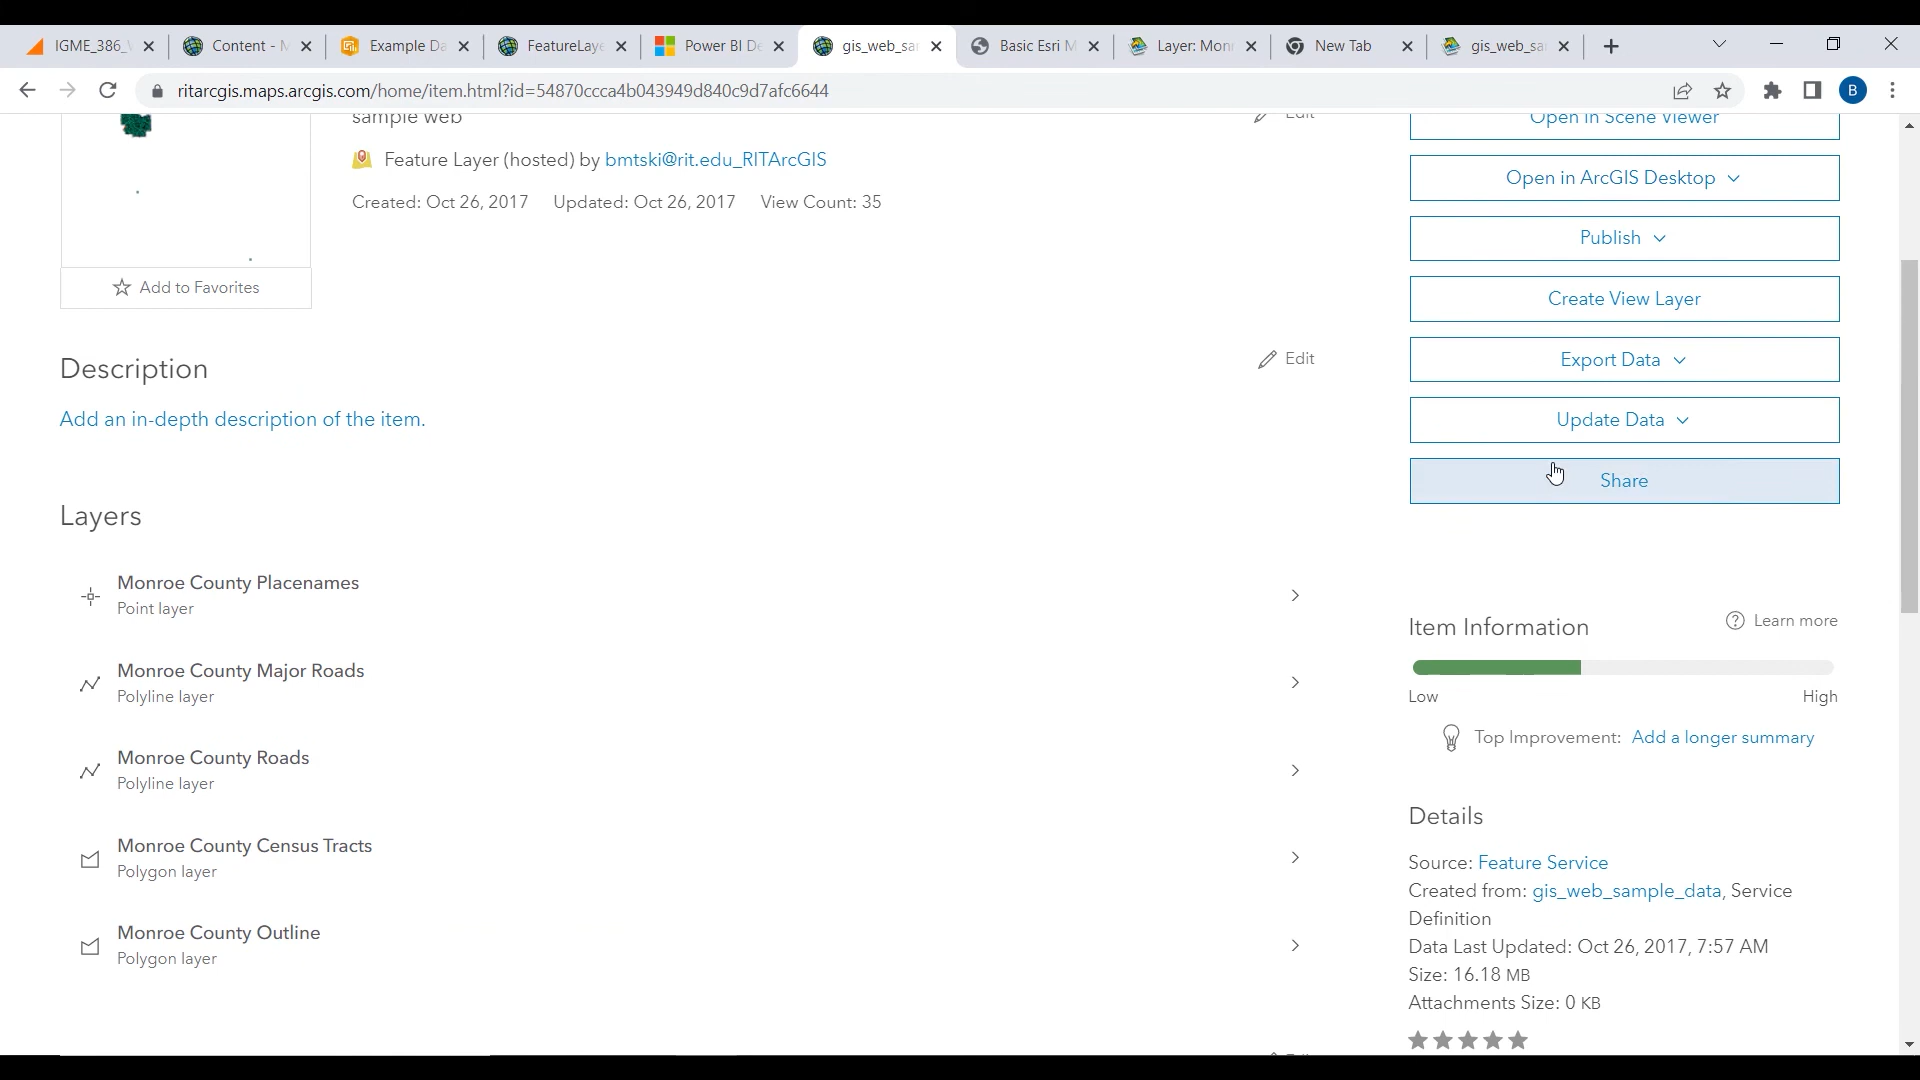 IGME_386_
Content - M
Example Da
FeatureLaye
Power BI De
gis_web_sar
Basic Esri M
Layer: Mon
New Tab
gis_web_sa
ritarcgis.maps.arcgis.com/home/item.html?id=54870ccca4b043949d840c9d7afc6644
B
sample web
Edit
Open in Scene Viewer
Feature Layer (hosted) by bmtski@rit.edu_RITArcGIS
Open in ArcGIS Desktop
Created: Oct 26, 2017 Updated: Oct 26, 2017 View Count: 35
Publish
Add to Favorites
Create View Layer
Description
Edit
Export Data
Add an in-depth description of the item.
Update Data
Share
Layers
Monroe County Placenames
Point layer
Monroe County Major Roads
Polyline layer
Monroe County Roads
Polyline layer
Monroe County Census Tracts
Polygon layer
Monroe County Outline
Polygon layer
Item Information
Learn more
Low
High
Top Improvement: Add a longer summary
Details
Source: Feature Service
Created from: gis_web_sample_data, Service
Definition
Data Last Updated: Oct 26, 2017, 7:57 AM
Size: 16.18 MB
Attachments Size: 0 KB